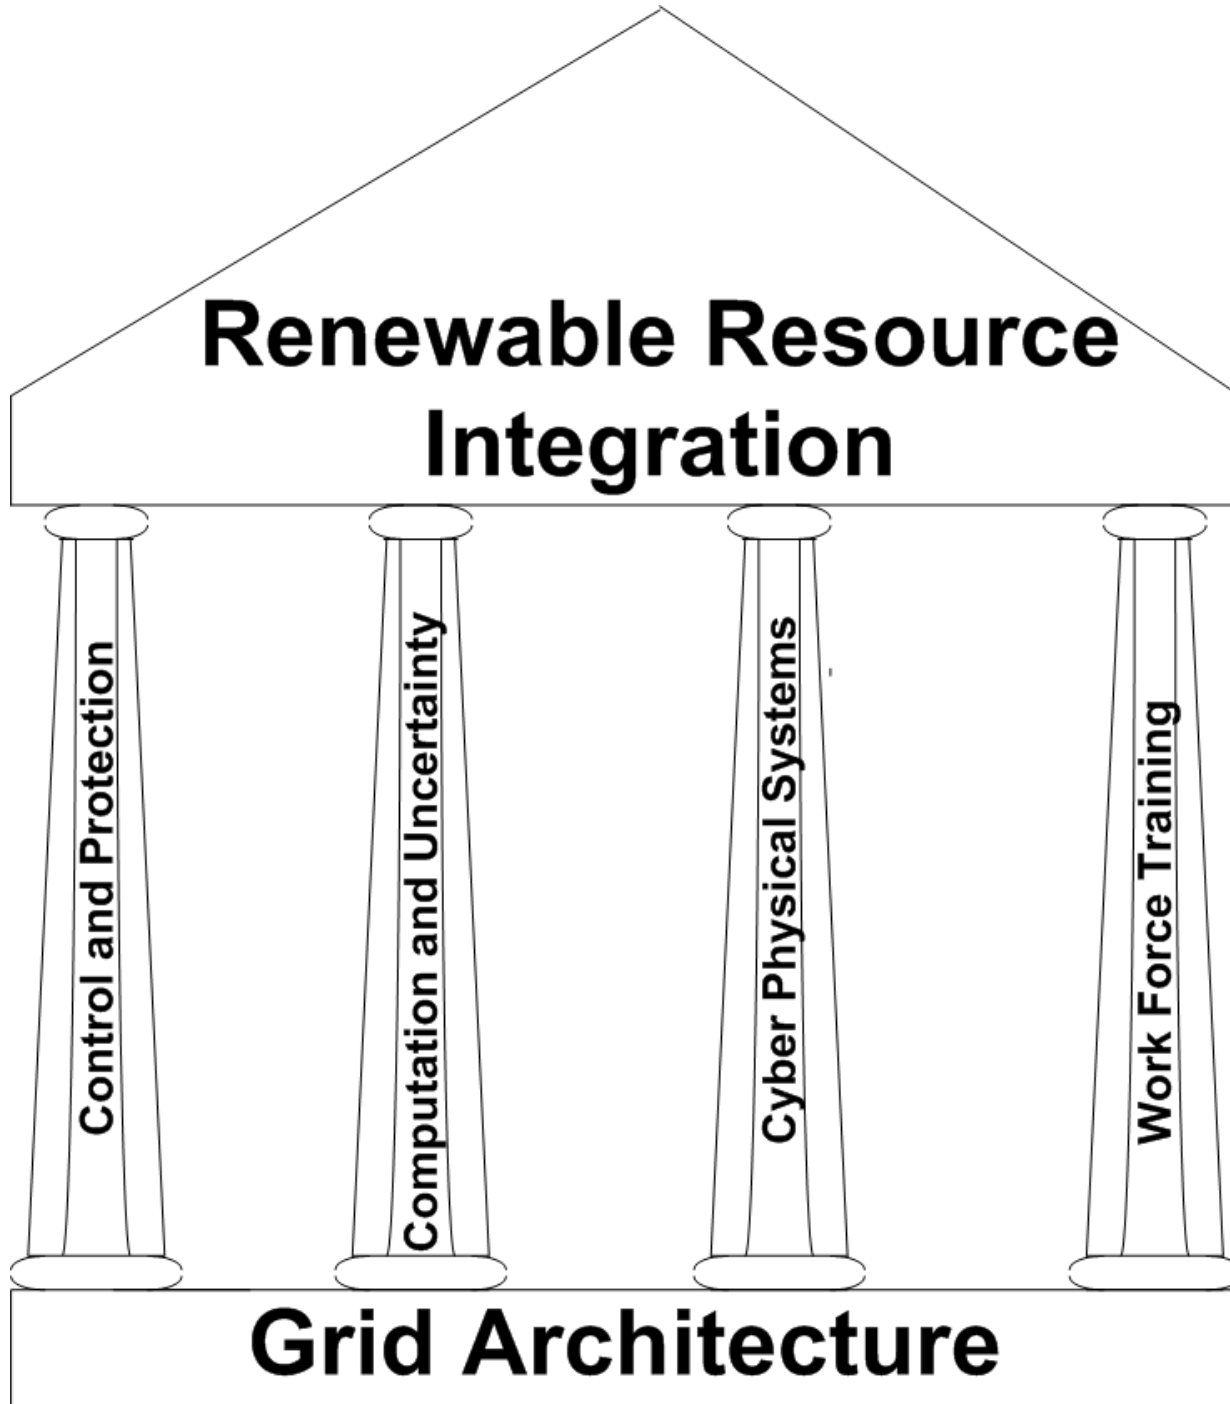 Renewable Resource
Integration
Control and Protection
Computation and Uncertainty
Cyber Physical Systems
Work Force Training
Grid Architecture